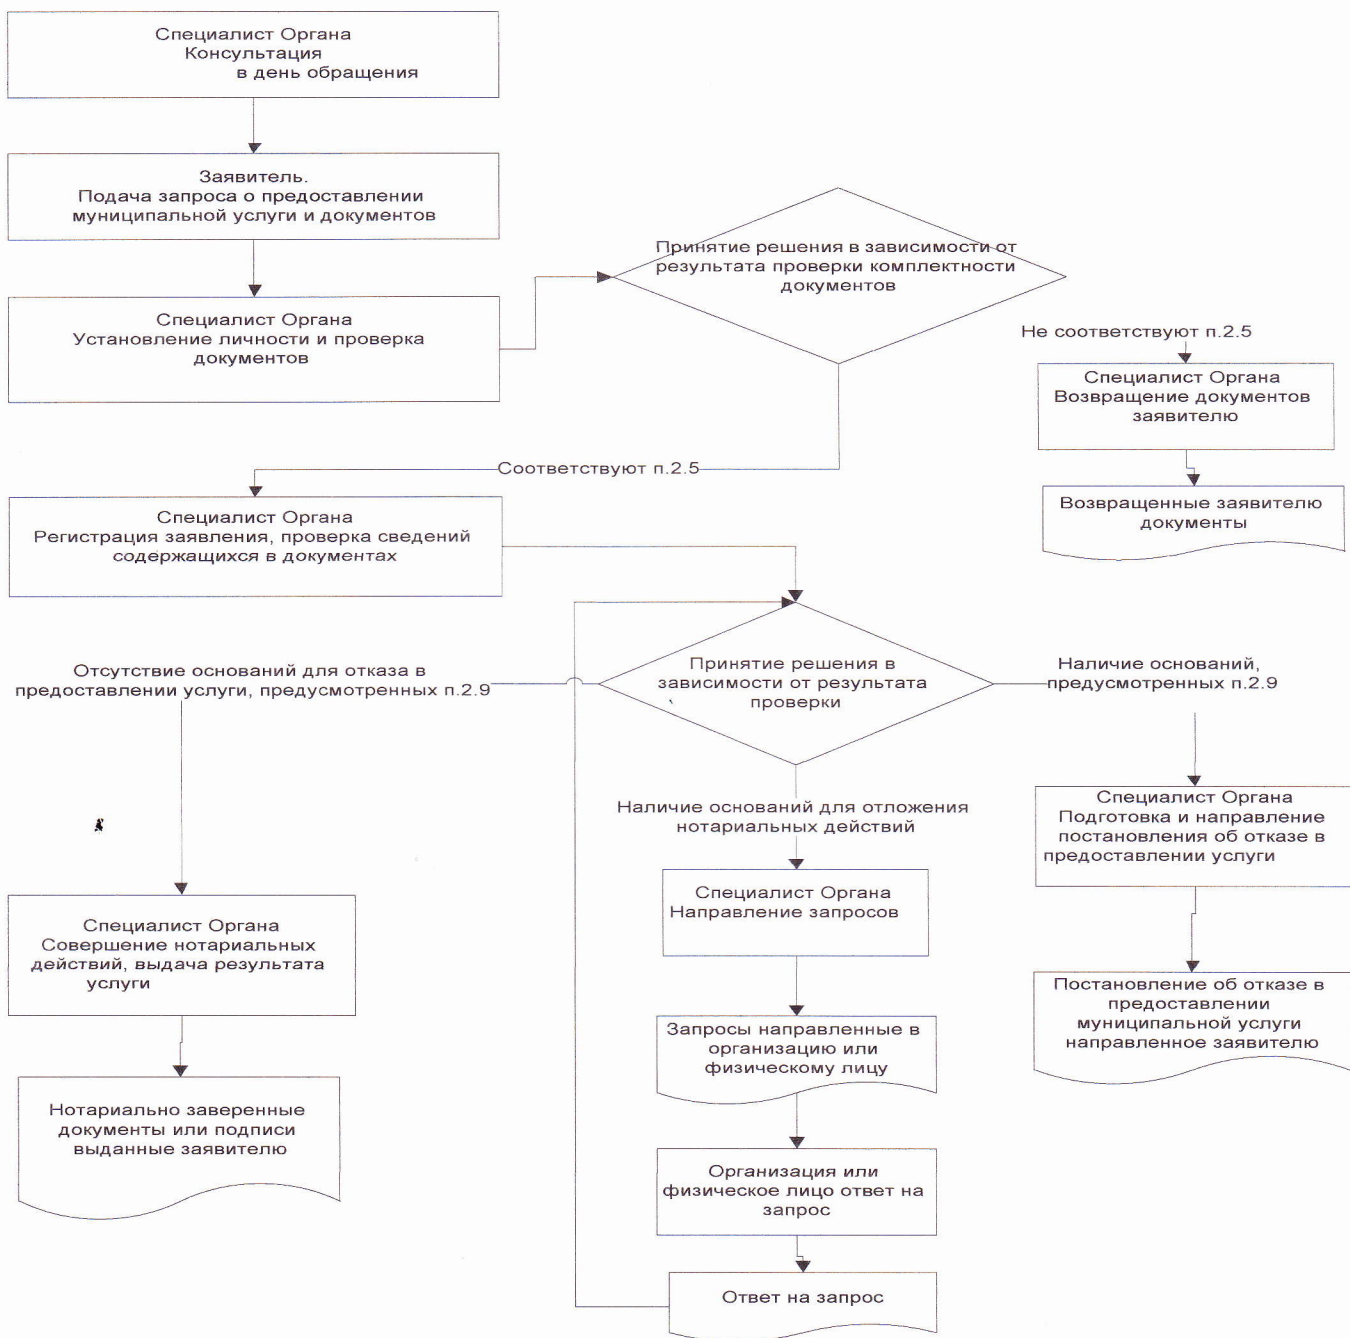 Специалист Органа
Консультация
в день обращения
Заявитель.
Подача запроса о предоставлении
муниципальной услуги и документов
Специалист Органа
Установление личности и проверка
документов
Принятие решения в зависимости от
результата проверки комплектности
документов
Не соответствуют п.2.5
Специалист Органа
Возвращение документов
заявителю
Возвращенные заявителю
документы
Соответствуют п.2.5
Специалист Органа
Регистрация заявления, проверка сведений
содержащихся в документах
Принятие решения в
зависимости от результата
проверки
Отсутствие оснований для отказа в
предоставлении услуги, предусмотренных п.2.9
Наличие оснований,
предусмотренных п.2.9
Наличие оснований для отложения
нотариальных действий
Специалист Органа
Совершение нотариальных
действий, выдача результата
услуги
Нотариально заверенные
документы или подписи
выданные заявителю
Специалист Органа
Направление запросов
Запросы направленные в
организацию или
физическому лицу
Организация или
физическое лицо ответ на
запрос
Ответ на запрос
Специалист Органа
Подготовка и направление
постановления об отказе в
предоставлении услуги
Постановление об отказе в
предоставлении
муниципальной услуги
направленное заявителю